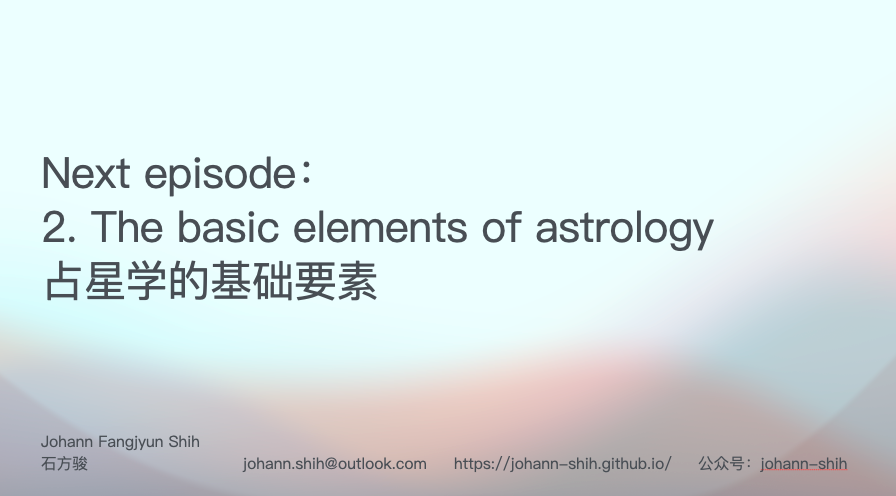 Next episode：
2. The basic elements of astrology
占星学的基础要素
Johann Fangjyun Shih
石方骏
johann.shih@outlook.com
https://johann-shih.github.io/
公众号：johann-shih